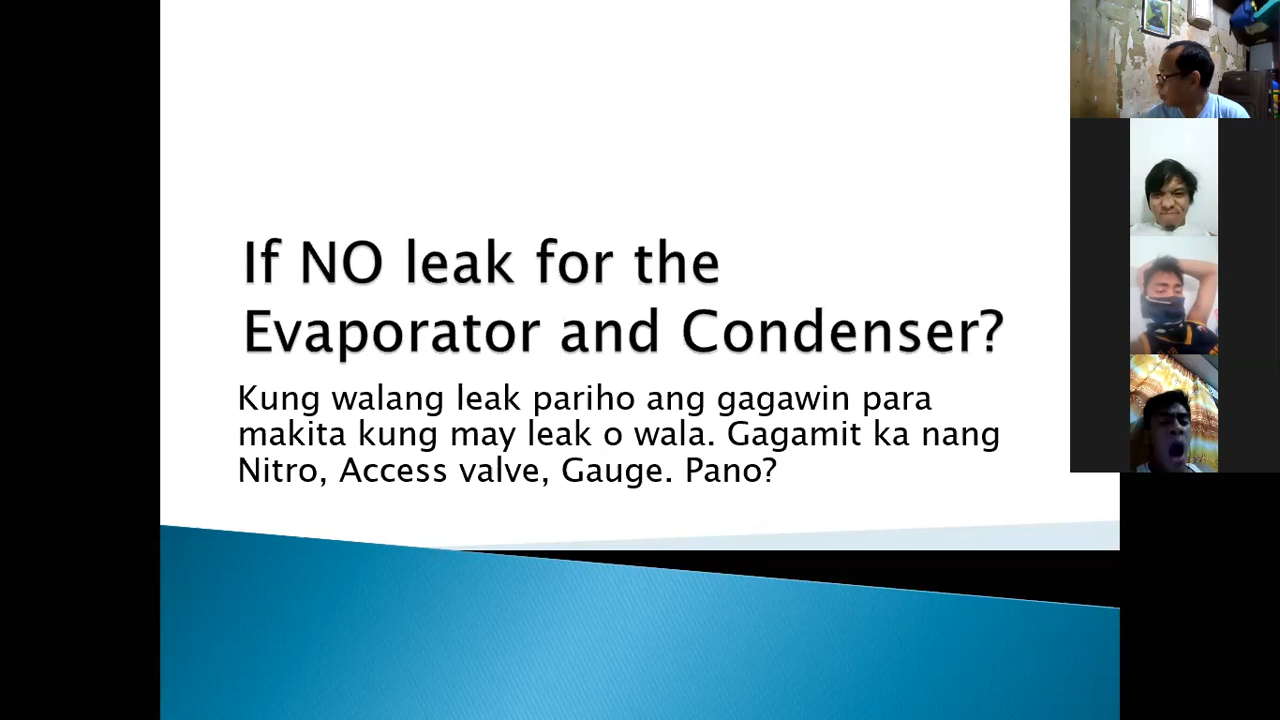 If NO leak for the
Evaporator and Condenser?
Kung walang leak pariho ang gagawin para
makita kung may leak o wala. Gagamit ka nang
Nitro, Access valve, Gauge. Pano?